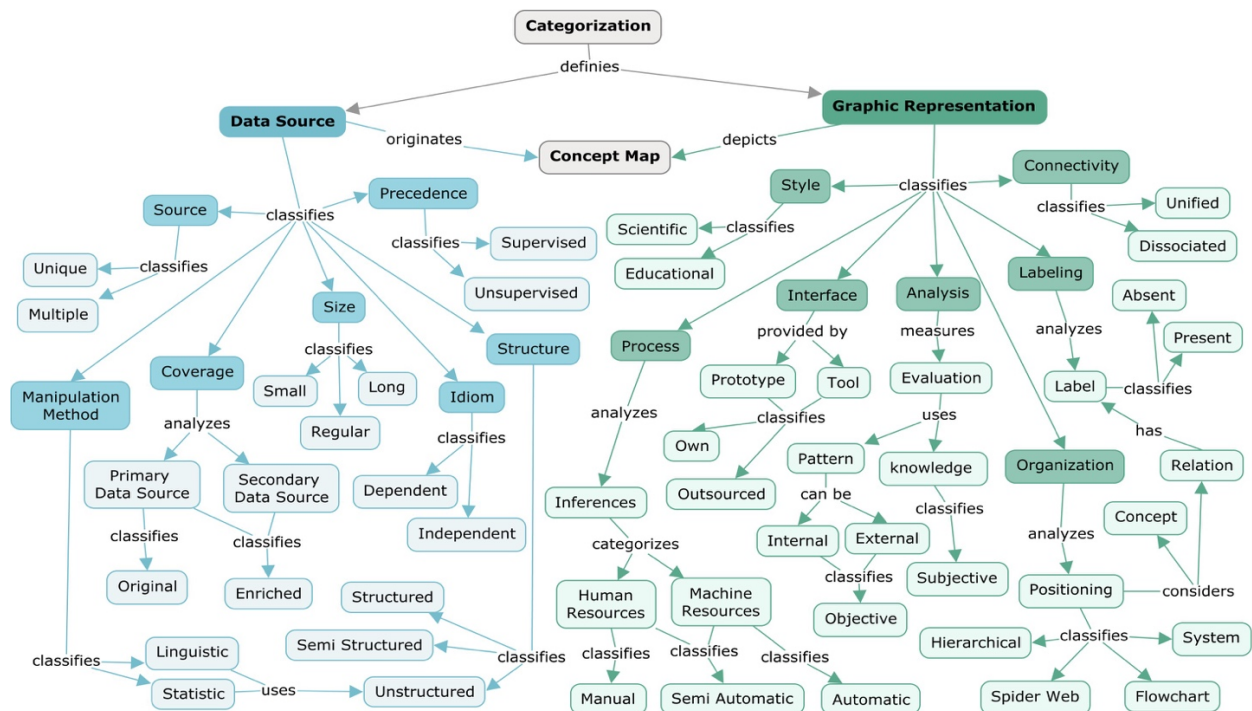 Categorization
definies
Data Source
Graphic Representation
originates
depicts
Concept Map
Connectivity
Style
classifies
Precedence
Source
classifies
Unified
classifies
Scientific
classifies
Supervised
classifies
Dissociated
Unique
classifies
Educational
Labeling
Unsupervised
Multiple
Size
Interface
Analysis
Absent
provided by
measures
analyzes
Present
Process
Structure
classifies
Coverage
Small
Long
Idiom
Prototype
Tool
Evaluation
Label
classifies
Manipulation
Method
analyzes
Regular
analyzes
classifies
uses
has
classifies
Own
Pattern
knowledge
Organization
Relation
Primary
Data Source
Secondary
Data Source
Dependent
Outsourced
Inferences
can be
Concept
classifies
classifies
classifies
Independent
Internal
External
analyzes
categorizes
Original
Enriched
classifies
Subjective
Structured
Human
Resources
Machine
Resources
Objective
Positioning
considers
Semi Structured
classifies
Hierarchical
classifies
System
classifies
Linguistic
classifies
classifies
classifies
Statistic
uses
Unstructured
Manual
Semi Automatic
Automatic
Spider Web
Flowchart